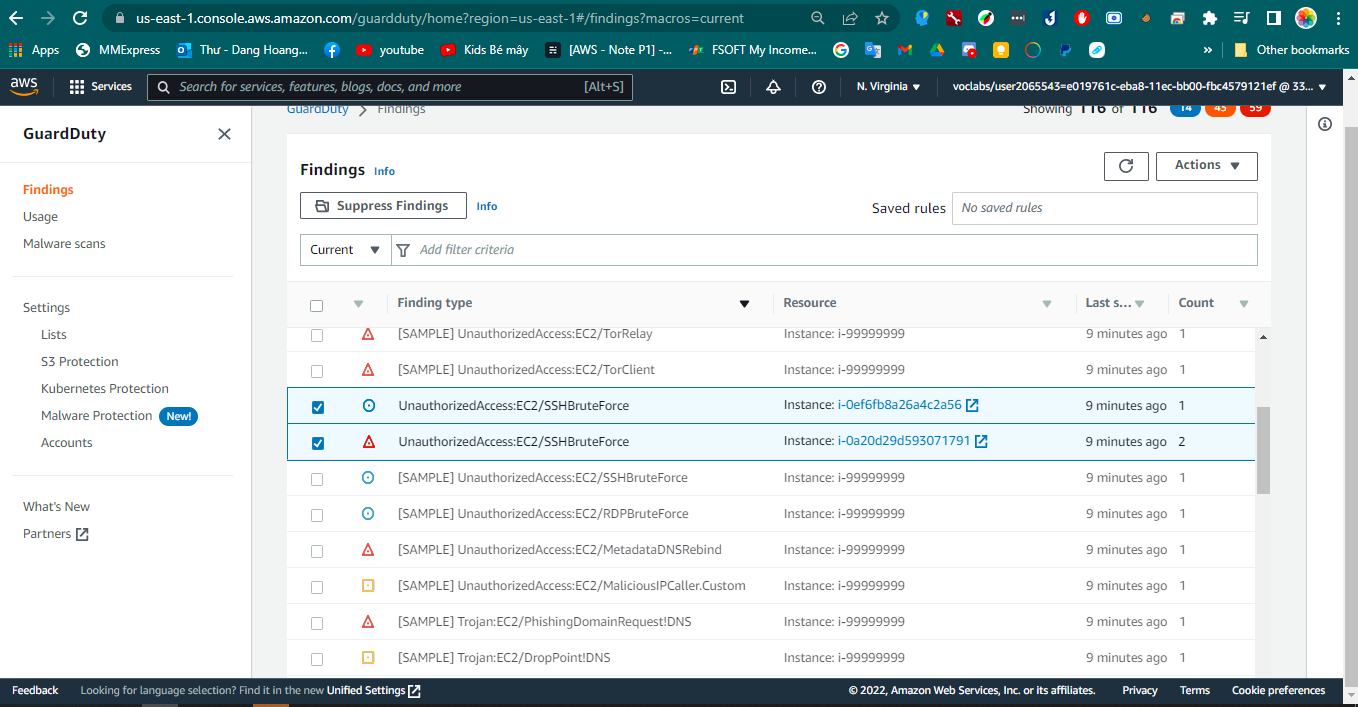 us-east-1.console.aws.amazon.com/guardduty/home?region=us-east-1#/findings?macros=current
Apps MMExpress Thư - Dang Hoang... youtube Kids Bé mây [AWS - Note P1] -... FSOFT My Income... » Other bookmarks
aws Services Search for services, features, blogs, docs, and more [Alt+S] N. Virginia voclabs/user2065543=e019761c-eba8-11ec-bb00-fbc4579121ef @ 33...
GuardDuty
Findings
Usage
Malware scans
Settings
Lists
S3 Protection
Kubernetes Protection
Malware Protection New!
Accounts
What's New
Partners
GuardDuty > Findings Showing 116 of 116 14 43 59
Findings Info
Actions
Suppress Findings Info
Saved rules No saved rules
Current Add filter criteria
Finding type Resource Last s... Count
[SAMPLE] UnauthorizedAccess:EC2/TorRelay Instance: i-99999999 9 minutes ago 1
[SAMPLE] UnauthorizedAccess:EC2/TorClient Instance: i-99999999 9 minutes ago 1
UnauthorizedAccess:EC2/SSHBruteForce Instance: i-0ef6fb8a26a4c2a56 9 minutes ago 1
UnauthorizedAccess:EC2/SSHBruteForce Instance: i-0a20d29d593071791 9 minutes ago 2
[SAMPLE] UnauthorizedAccess:EC2/SSHBruteForce Instance: i-99999999 9 minutes ago 1
[SAMPLE] UnauthorizedAccess:EC2/RDPBruteForce Instance: i-99999999 9 minutes ago 1
[SAMPLE] UnauthorizedAccess:EC2/MetadataDNSRebind Instance: i-99999999 9 minutes ago 1
[SAMPLE] UnauthorizedAccess:EC2/MaliciousIPCaller.Custom Instance: i-99999999 9 minutes ago 1
[SAMPLE] Trojan:EC2/PhishingDomainRequest!DNS Instance: i-99999999 9 minutes ago 1
[SAMPLE] Trojan:EC2/DropPoint!DNS Instance: i-99999999 9 minutes ago 1
Feedback Looking for language selection? Find it in the new Unified Settings © 2022, Amazon Web Services, Inc. or its affiliates. Privacy Terms Cookie preferences